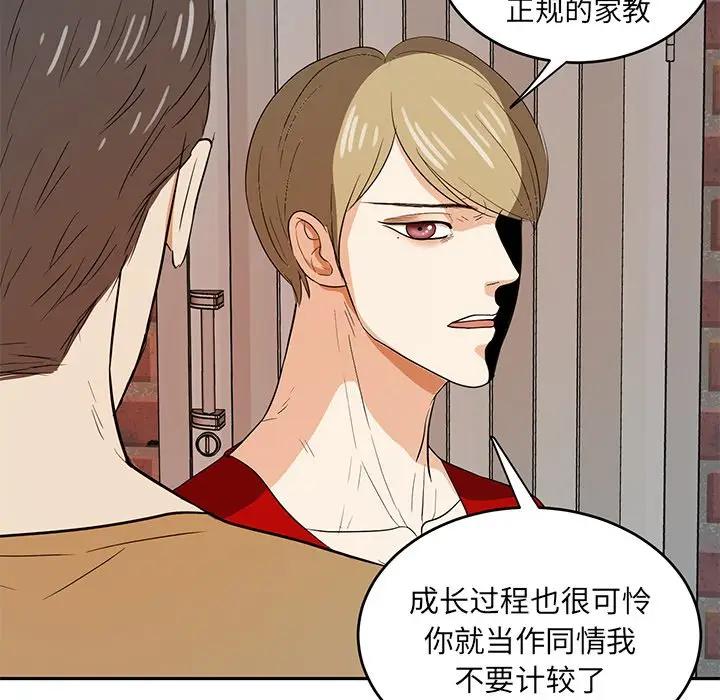 正规的家教
成长过程也很可怜
你就当作同情我
不要计较了